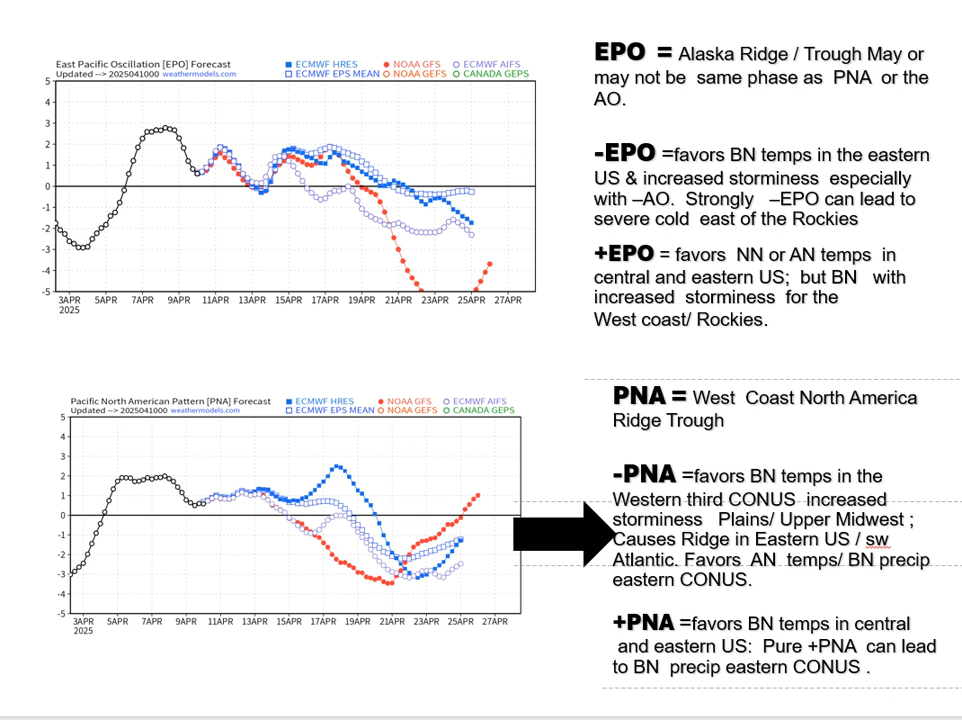 East Pacific Oscillation [EPO] Forecast
Updated --> 2025041000 weathermodels.com
ECMWF HRES NOAA GFS ECMWF AIFS
ECMWF EPS MEAN NOAA GEFS CANADA GEPS
5
4
3
2
1
0
-1
-2
-3
-4
-5
3APR 5APR 7APR 9APR 11APR 13APR 15APR 17APR 19APR 21APR 23APR 25APR 27APR
2025
EPO = Alaska Ridge / Trough May or
may not be same phase as PNA or the
AO.
-EPO =favors BN temps in the eastern
US & increased storminess especially
with –AO. Strongly –EPO can lead to
severe cold east of the Rockies
+EPO = favors NN or AN temps in
central and eastern US; but BN with
increased storminess for the
West coast/ Rockies.
Pacific North American Pattern [PNA] Forecast
Updated --> 2025041000 weathermodels.com
ECMWF HRES NOAA GFS ECMWF AIFS
ECMWF EPS MEAN NOAA GEFS CANADA GEPS
5
4
3
2
1
0
-1
-2
-3
-4
-5
3APR 5APR 7APR 9APR 11APR 13APR 15APR 17APR 19APR 21APR 23APR 25APR 27APR
2025
PNA = West Coast North America
Ridge Trough
-PNA =favors BN temps in the
Western third CONUS increased
storminess Plains/ Upper Midwest ;
Causes Ridge in Eastern US / sw
Atlantic. Favors AN temps/ BN precip
eastern CONUS.
+PNA =favors BN temps in central
and eastern US: Pure +PNA can lead
to BN precip eastern CONUS .